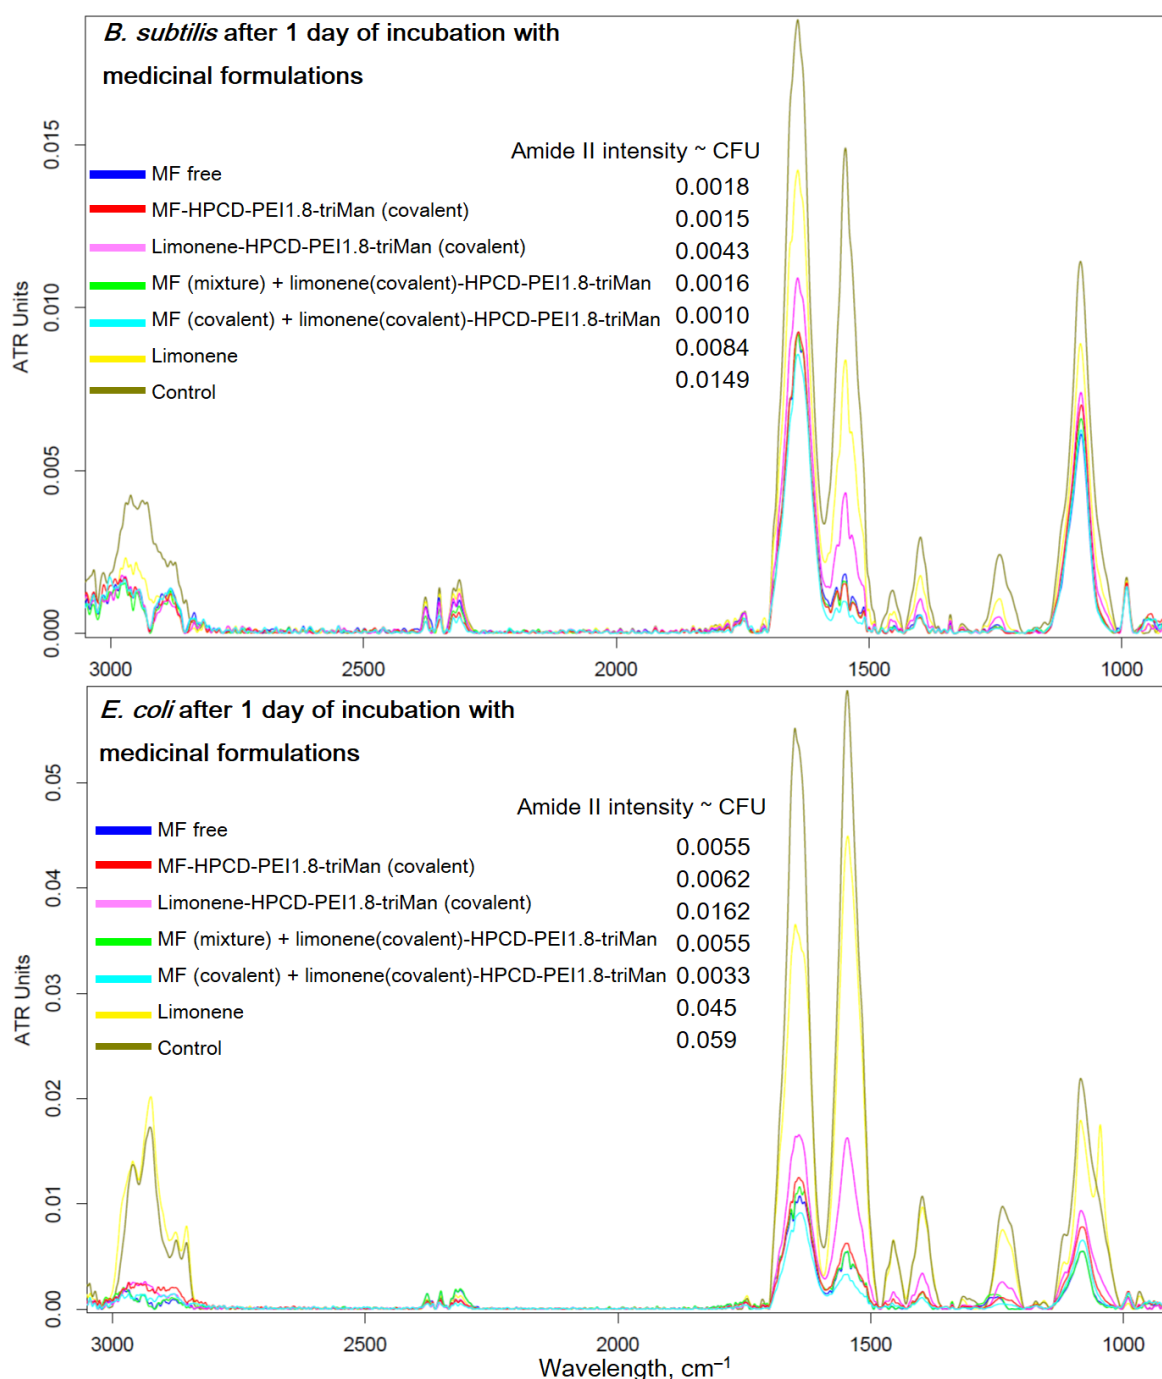 B. subtilis after 1 day of incubation with
medicinal formulations
Amide II intensity ~ CFU
MF free
0.0018
MF-HPCD-PEI1.8-triMan (covalent)
0.0015
Limonene-HPCD-PEI1.8-triMan (covalent)
0.0043
MF (mixture) + limonene(covalent)-HPCD-PEI1.8-triMan
0.0016
MF (covalent) + limonene(covalent)-HPCD-PEI1.8-triMan
0.0010
Limonene
0.0084
Control
0.0149
ATR Units
0.015
0.010
0.005
0.000
3000 2500 2000 1500 1000
E. coli after 1 day of incubation with
medicinal formulations
Amide II intensity ~ CFU
MF free
0.0055
MF-HPCD-PEI1.8-triMan (covalent)
0.0062
Limonene-HPCD-PEI1.8-triMan (covalent)
0.0162
MF (mixture) + limonene(covalent)-HPCD-PEI1.8-triMan
0.0055
MF (covalent) + limonene(covalent)-HPCD-PEI1.8-triMan
0.0033
Limonene
0.045
Control
0.059
ATR Units
0.05
0.04
0.03
0.02
0.01
0.00
3000 2500 2000 1500 1000
Wavelength, cm⁻¹